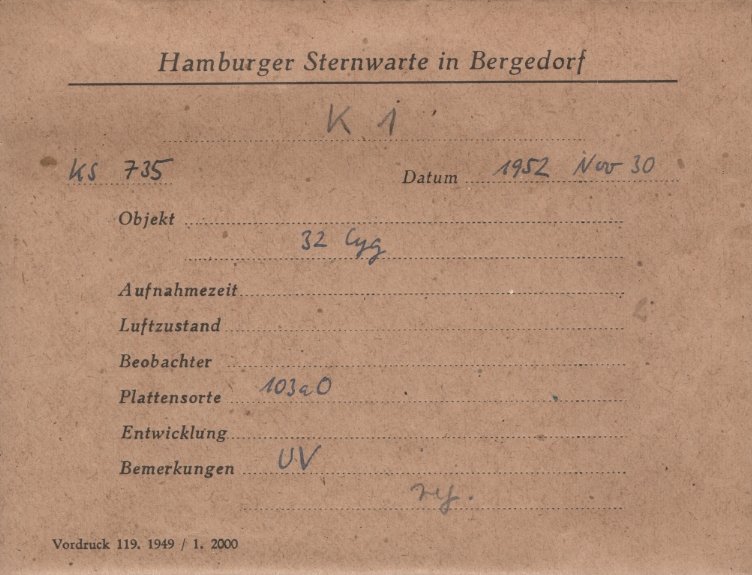 Hamburger Sternwarte in Bergedorf
K 1
KS 735 Datum 1952 Nov 30
Objekt
32 Cyg
Aufnahmezeit
Luftzustand
Beobachter
Plattensorte 103aO
Entwicklung
Bemerkungen UV
Vordruck 119. 1949 / 1. 2000